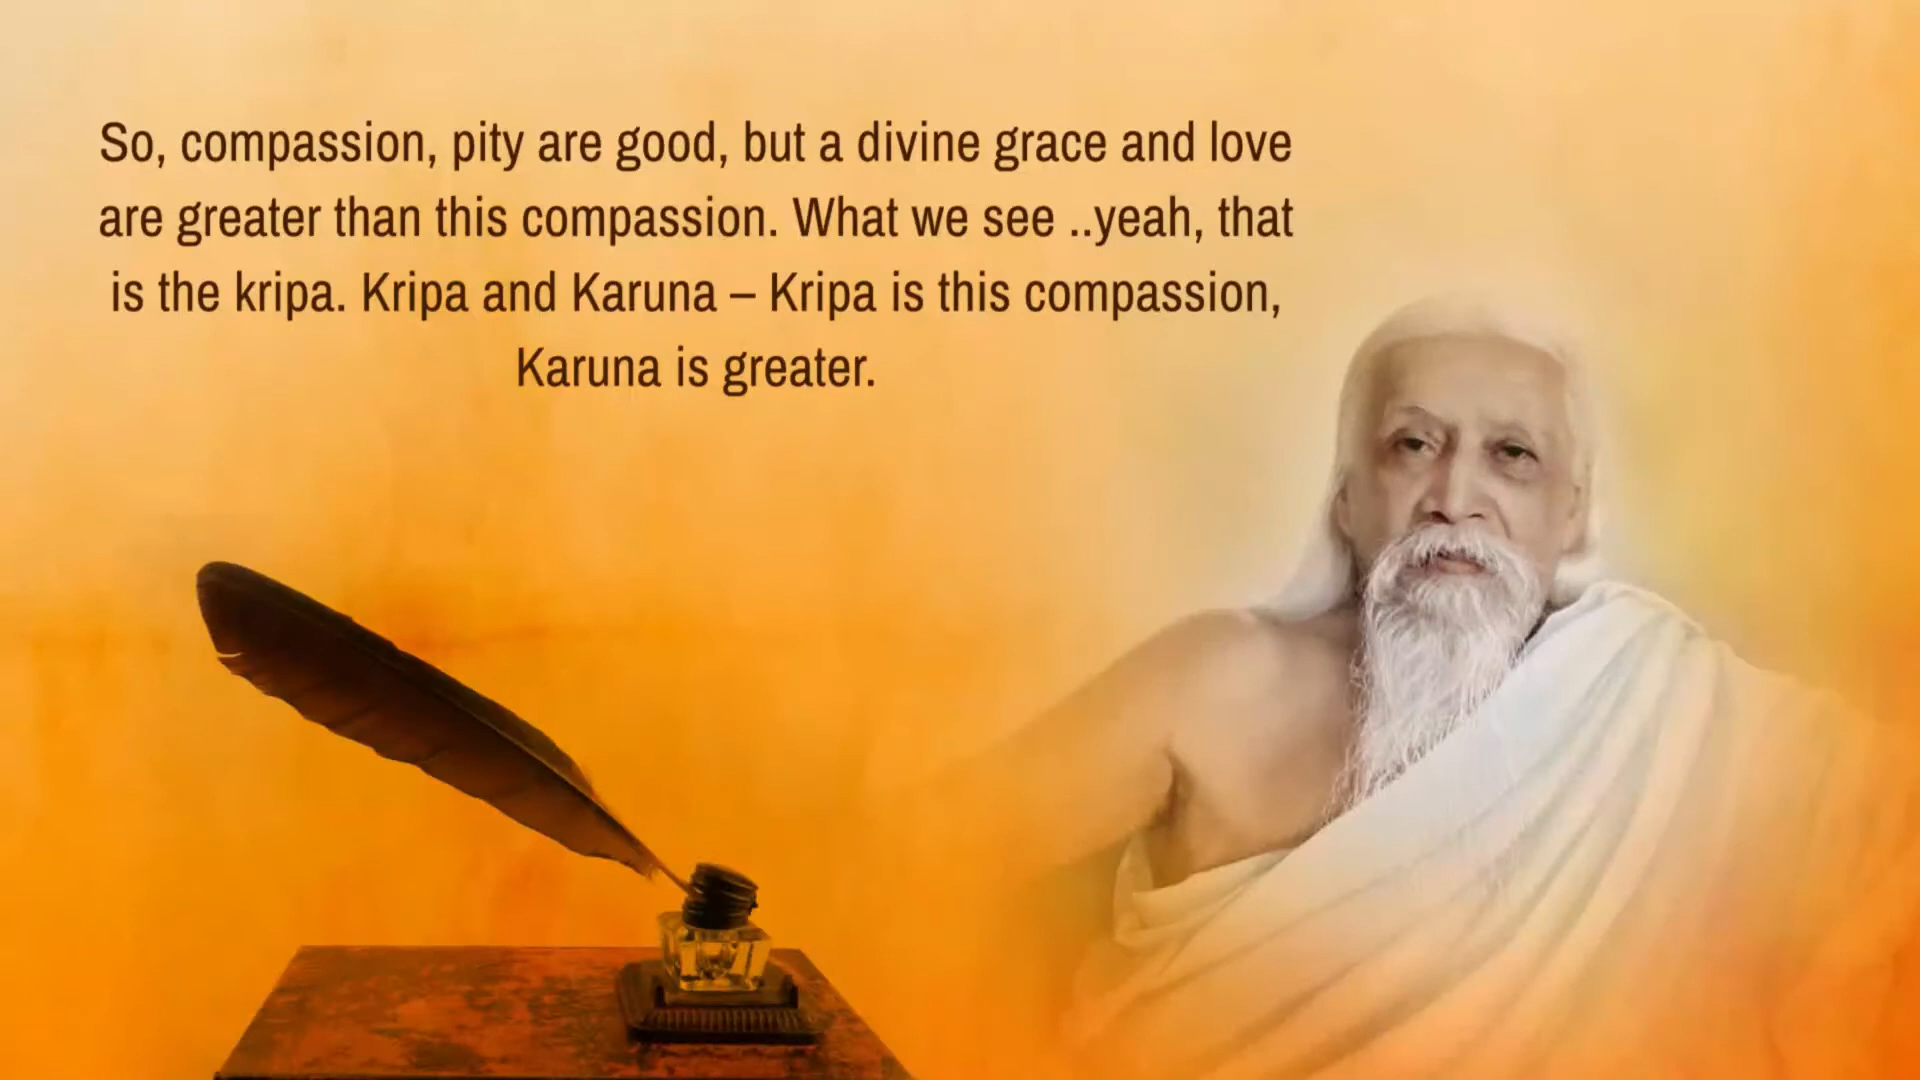 So, compassion, pity are good, but a divine grace and love
are greater than this compassion. What we see ..yeah, that
is the kripa. Kripa and Karuna – Kripa is this compassion,
Karuna is greater.